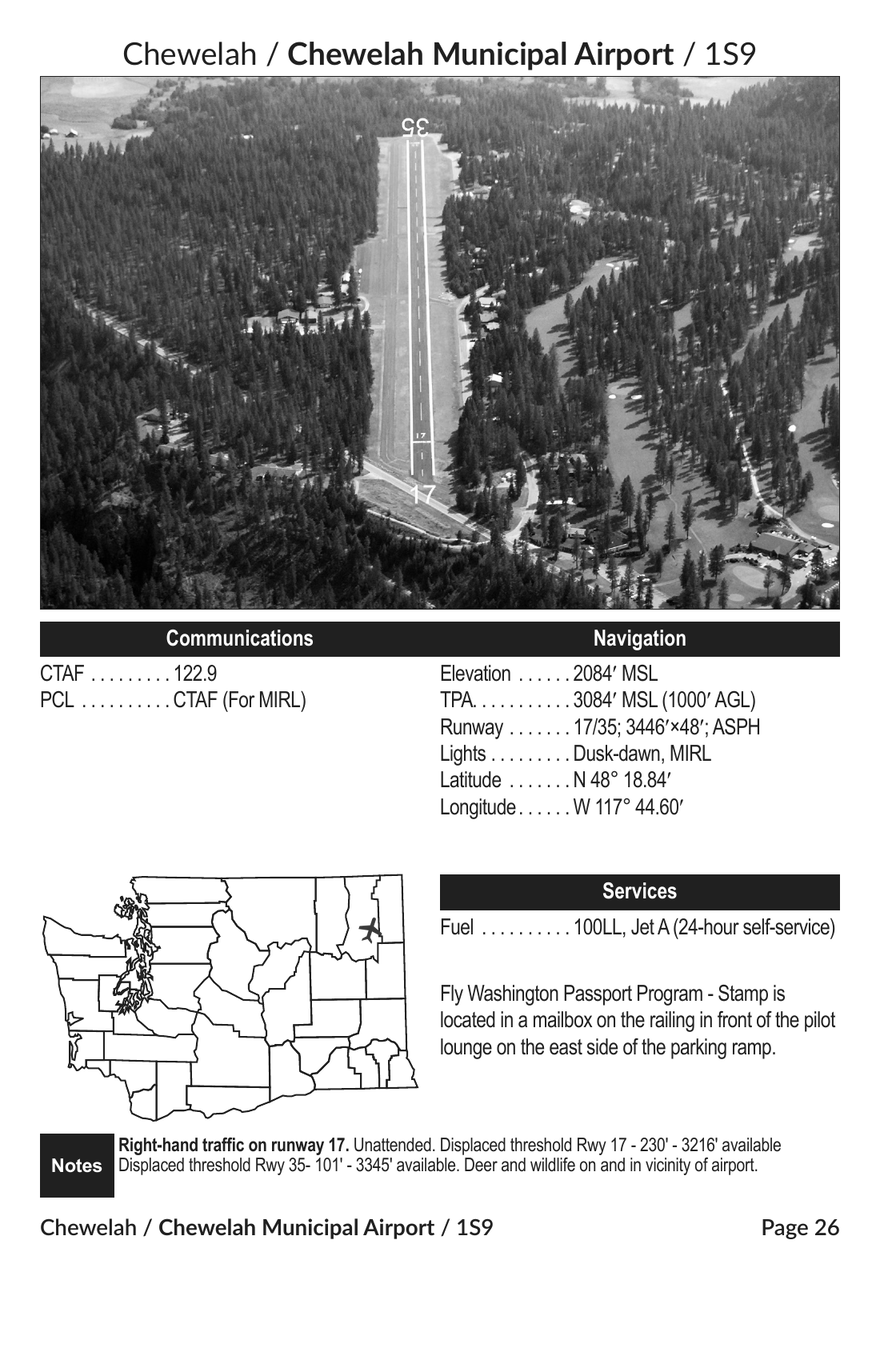 Chewelah / Chewelah Municipal Airport / 1S9
35
17
17
Communications
CTAF . . . . . . . . . 122.9
PCL . . . . . . . . . . CTAF (For MIRL)
Navigation
Elevation . . . . . . 2084′ MSL
TPA. . . . . . . . . . . 3084′ MSL (1000′ AGL)
Runway . . . . . . . 17/35; 3446′×48′; ASPH
Lights . . . . . . . . . Dusk-dawn, MIRL
Latitude . . . . . . . N 48° 18.84′
Longitude . . . . . . W 117° 44.60′
Services
Fuel . . . . . . . . . . 100LL, Jet A (24-hour self-service)
Fly Washington Passport Program - Stamp is
located in a mailbox on the railing in front of the pilot
lounge on the east side of the parking ramp.
Notes
Right-hand traffic on runway 17. Unattended. Displaced threshold Rwy 17 - 230' - 3216' available
Displaced threshold Rwy 35- 101' - 3345' available. Deer and wildlife on and in vicinity of airport.
Chewelah / Chewelah Municipal Airport / 1S9
Page 26